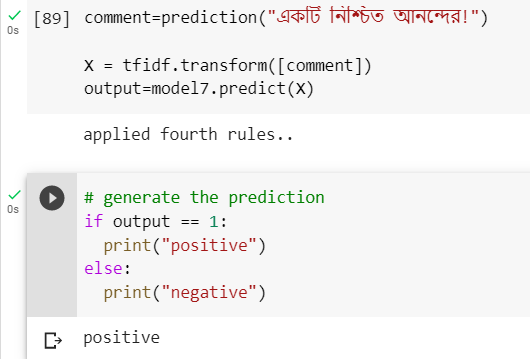 0s
[89] comment=prediction("একটি নিশ্চিত আনন্দের!")
X = tfidf.transform([comment])
output=model7.predict(X)
applied fourth rules..
0s
# generate the prediction
if output == 1:
print("positive")
else:
print("negative")
positive